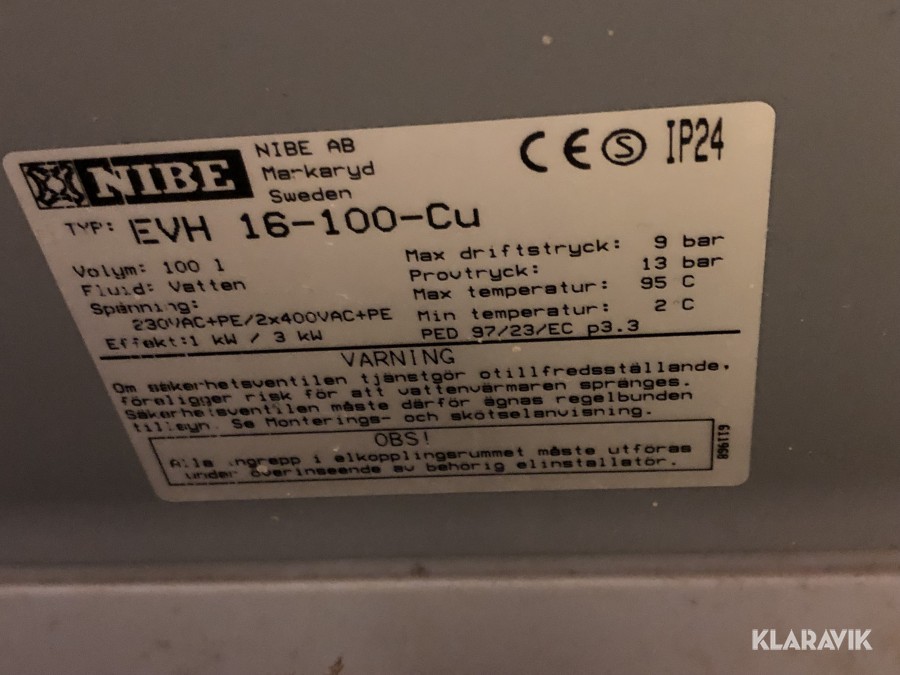 NIBE
NIBE AB
Markaryd
Sweden
CE S IP24
TYP: EVH 16-100-Cu
Volym: 100 l
Fluid: Vatten
Spänning:
230VAC+PE/2x400VAC+PE
Effekt:1 kW / 3 kW
Max driftstryck: 9 bar
Provtryck: 13 bar
Max temperatur: 95 C
Min temperatur: 2 C
PED 97/23/EC p3.3
VARNING
Om säkerhetsventilen tjänstgör otillfredsställande,
föreligger risk för att vattenvärmaren spränges.
Säkerhetsventilen måste därför ägnas regelbunden
tillsyn. Se Monterings- och skötselanvisning.
OBS!
Alla ingrepp i elkopplingsrummet måste utföras
under överinseende av behörig elinstallatör.
611968
KLARAVIK